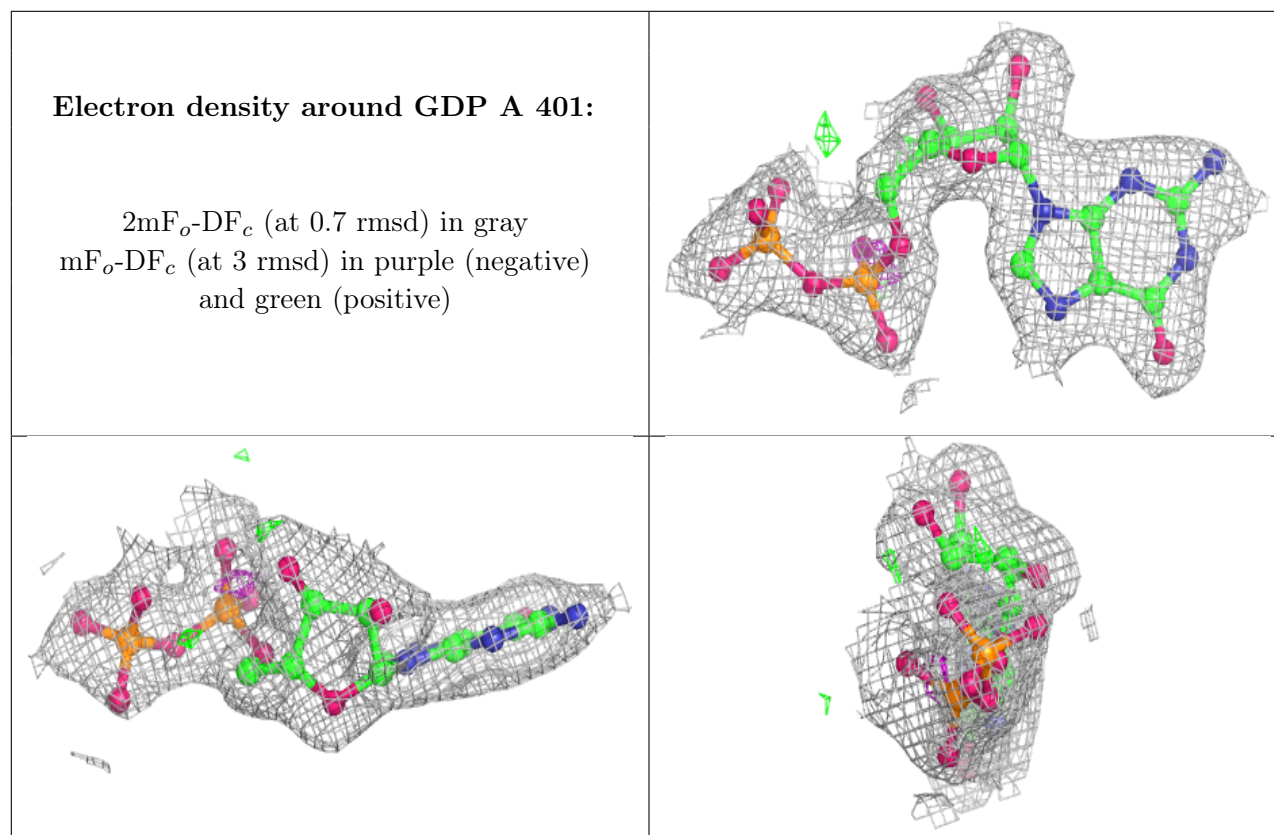 Electron density around GDP A 401:
2mFₒ-DF𝒸 (at 0.7 rmsd) in gray
mFₒ-DF𝒸 (at 3 rmsd) in purple (negative)
and green (positive)